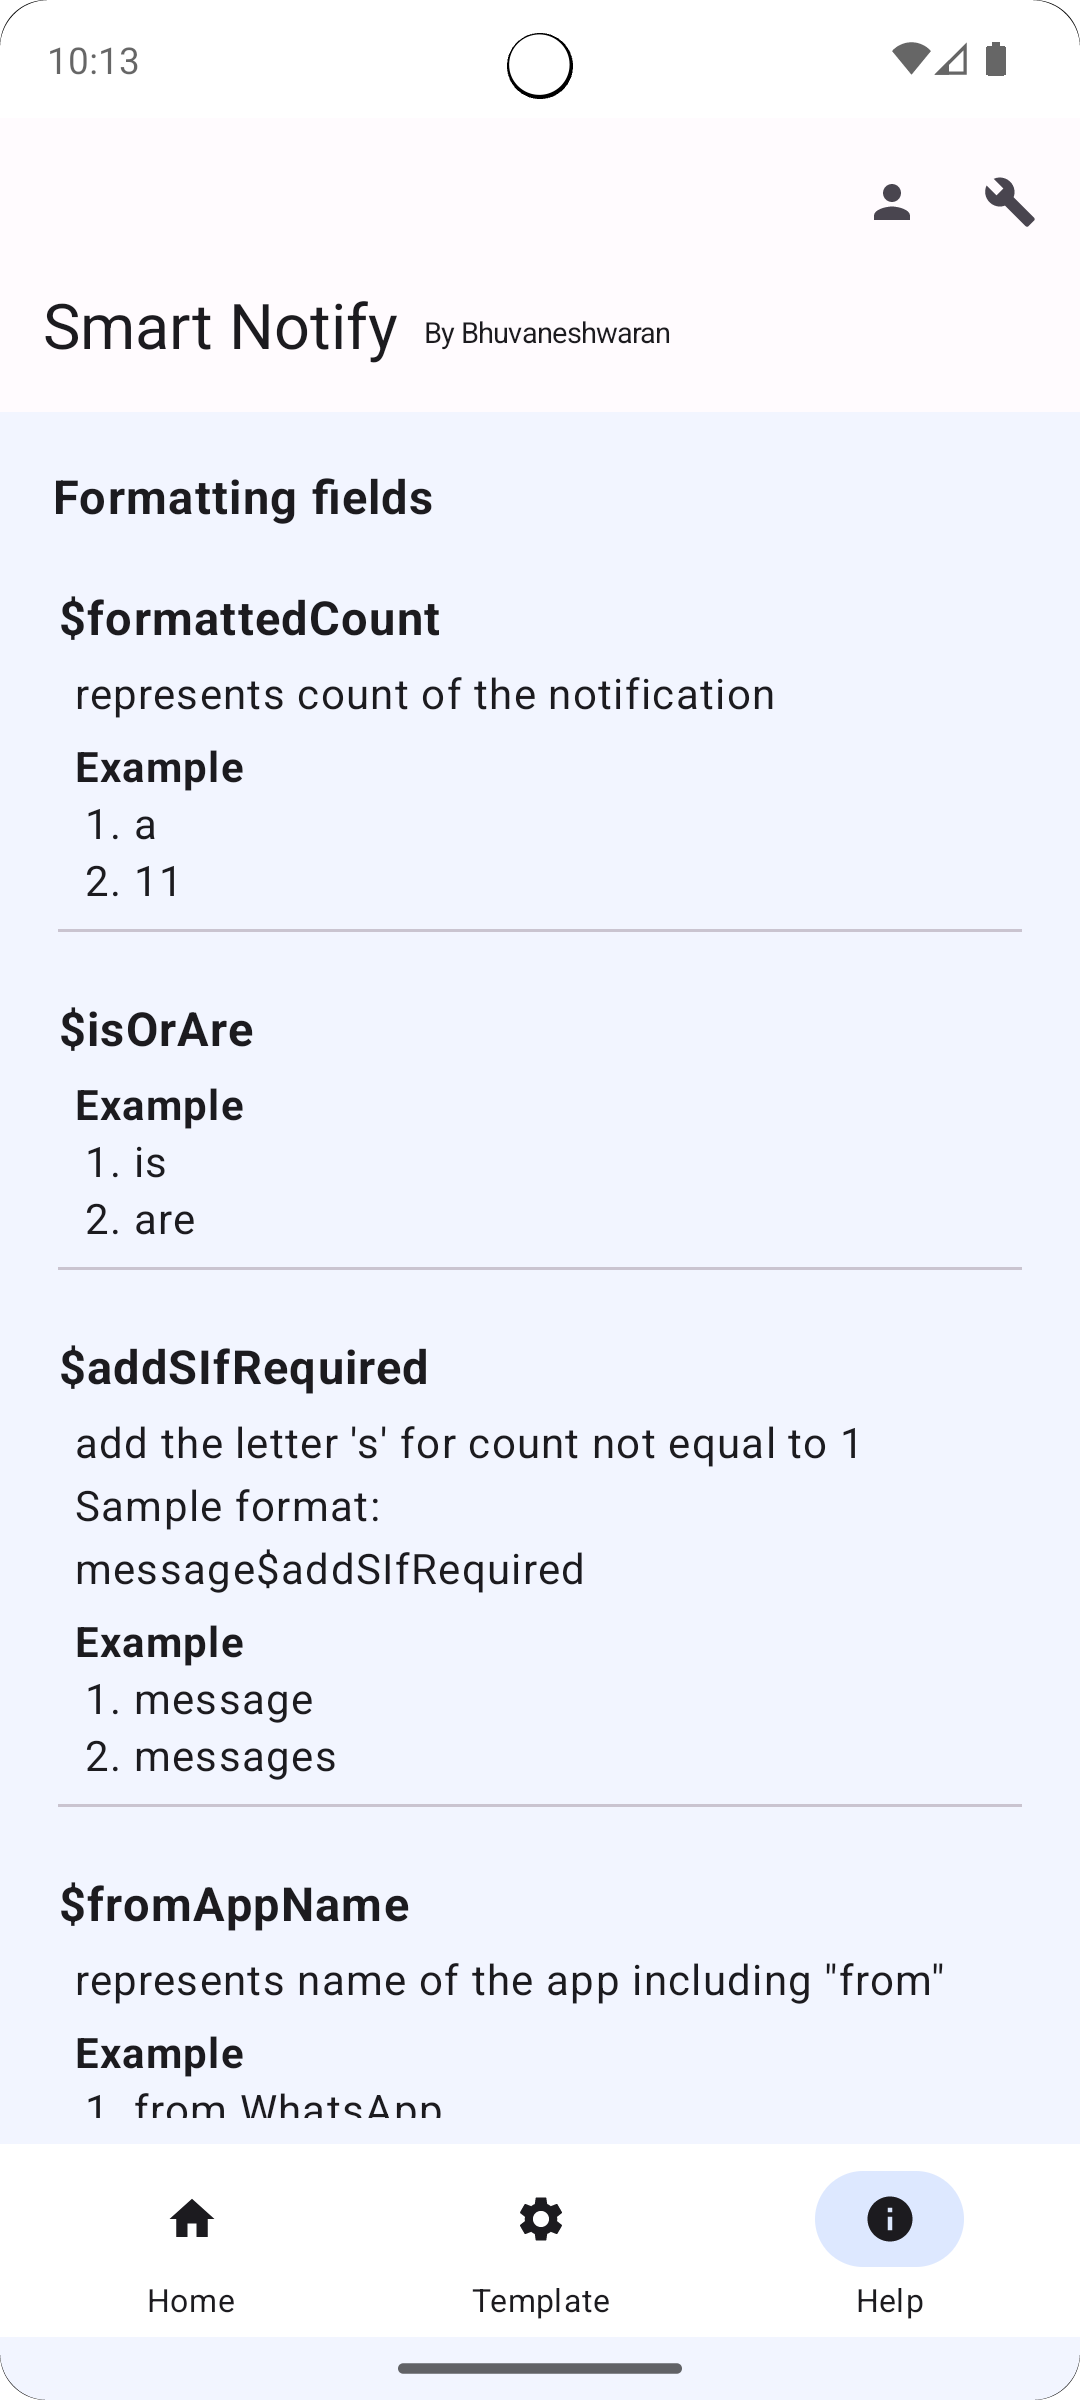 10:13
Smart Notify By Bhuvaneshwaran
Formatting fields
$formattedCount
represents count of the notification
Example
1. a
2. 11
$isOrAre
Example
1. is
2. are
$addSIfRequired
add the letter 's' for count not equal to 1
Sample format:
message$addSIfRequired
Example
1. message
2. messages
$fromAppName
represents name of the app including "from"
Example
1. from WhatsApp
Home
Template
Help